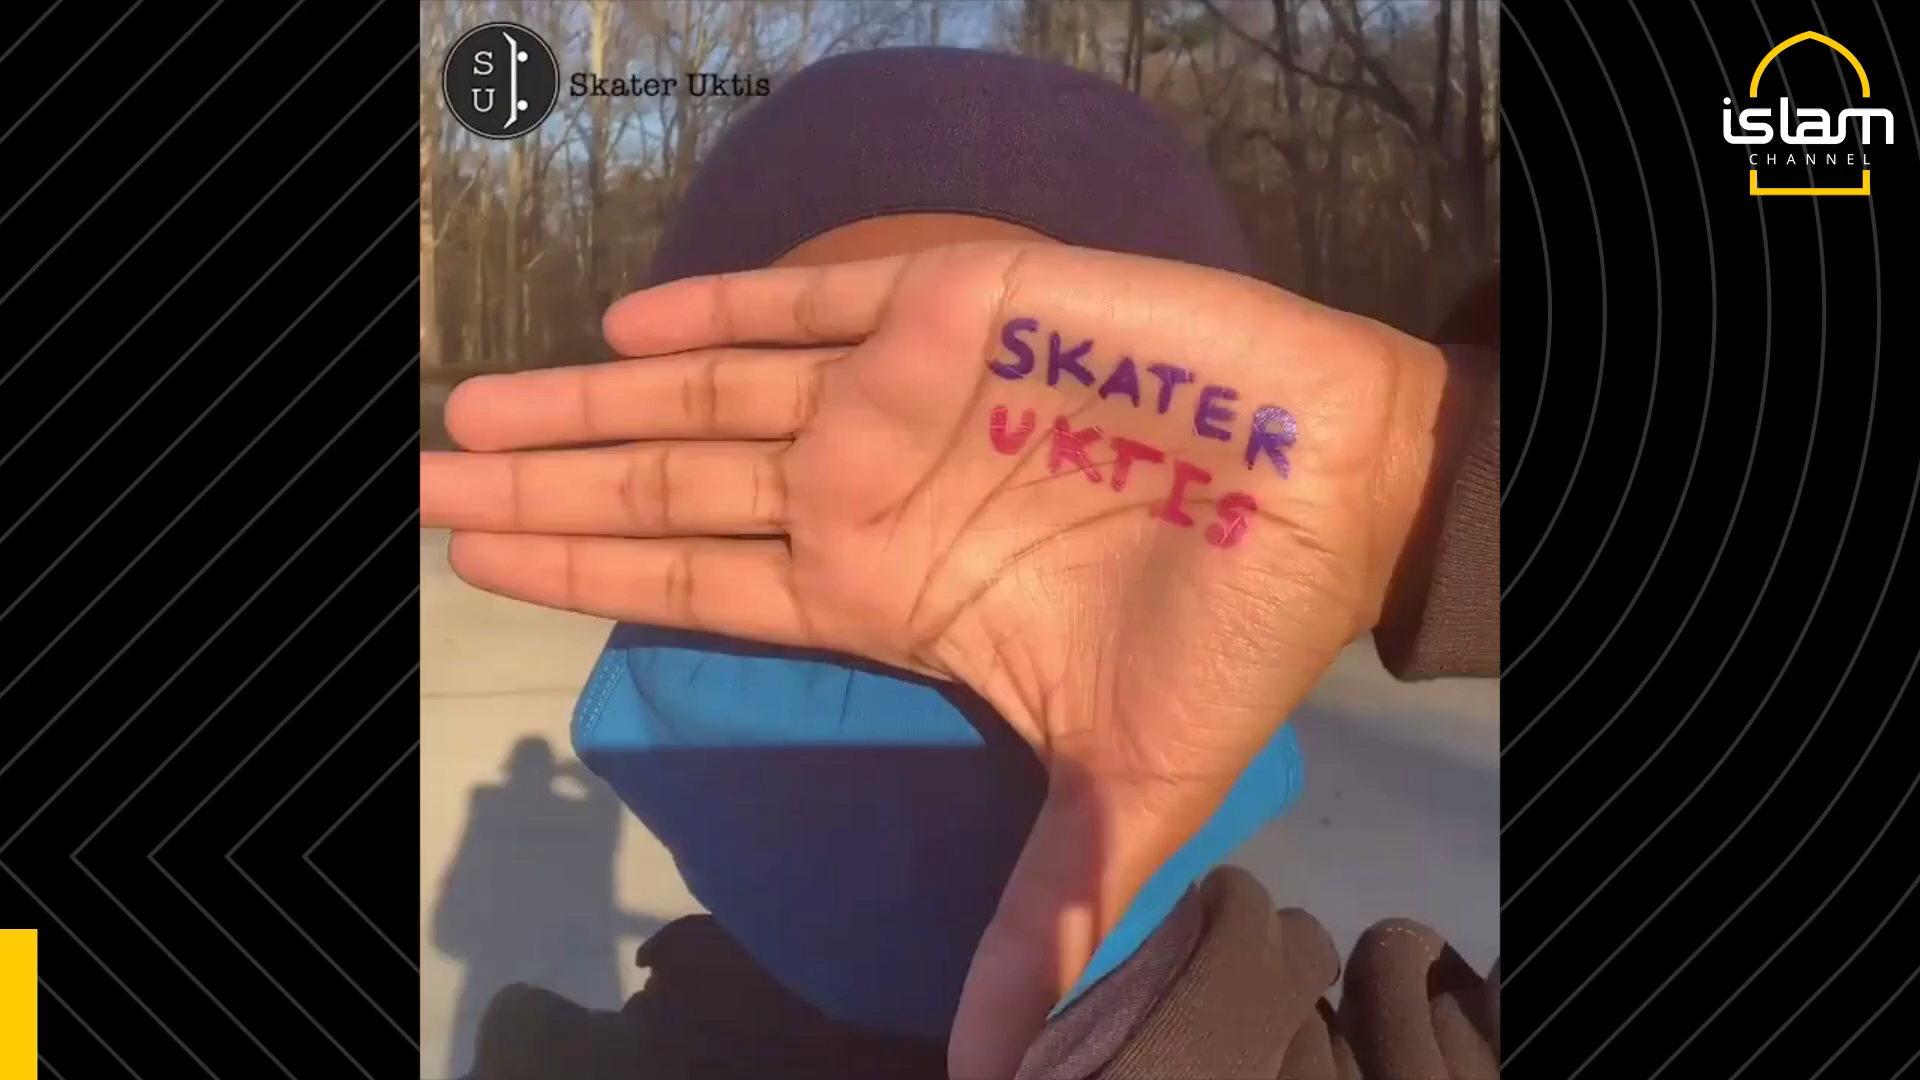 S
U
Skater Uktis
islam
CHANNEL
SKATER
UKTIS